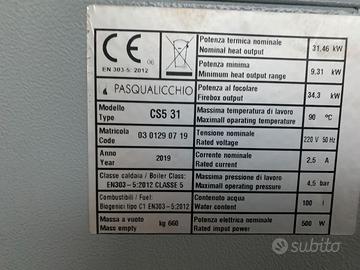 CE
EN 303-5: 2012
PASQUALICCHIO
Modello
Type
CS5 31
Matricola
Code
03 0129 07 19
Anno
Year
2019
Classe caldaia / Boiler Class:
EN303-5:2012 CLASSE 5
Combustibili / Fuel:
Biogenici tipo C1 EN303-5:2012
Massa a vuoto
Mass empty
kg 660
Potenza termica nominale
Nominal heat output
31,46 kW
Potenza minima
Minimum heat output range
9,31 kW
Potenza al focolare
Firebox output
34,3 kW
Massima temperatura di lavoro
Maximall operating temperature
90 °C
Tensione nominale
Rated voltage
220 V 50 Hz
Corrente nominale
Rated current
2,5 A
Massima pressione di lavoro
Maximall operating pressure
4,5 bar
Contenuto acqua
Water content
100 l
Potenza elettrica nominale
Rated imput power
500 W
subito